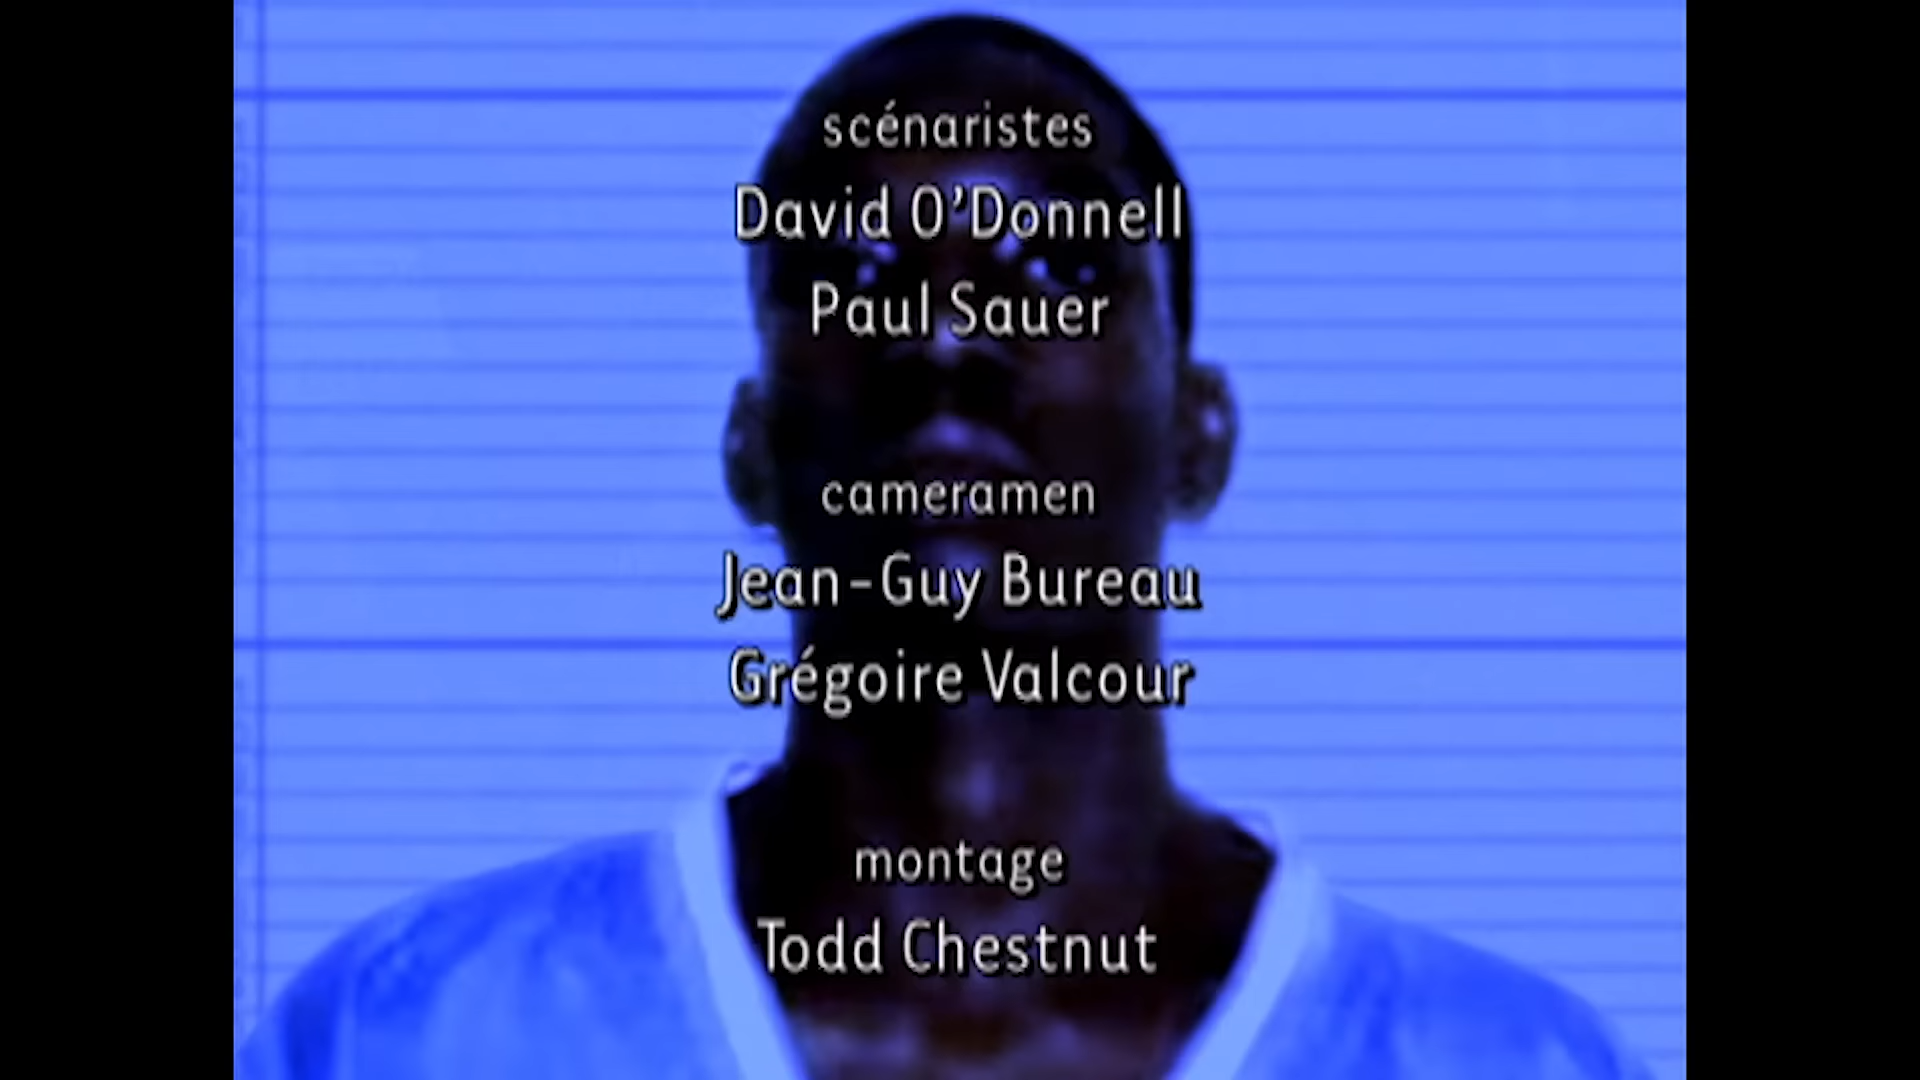 scénaristes
David O'Donnell
Paul Sauer
cameramen
Jean-Guy Bureau
Grégoire Valcour
montage
Todd Chestnut